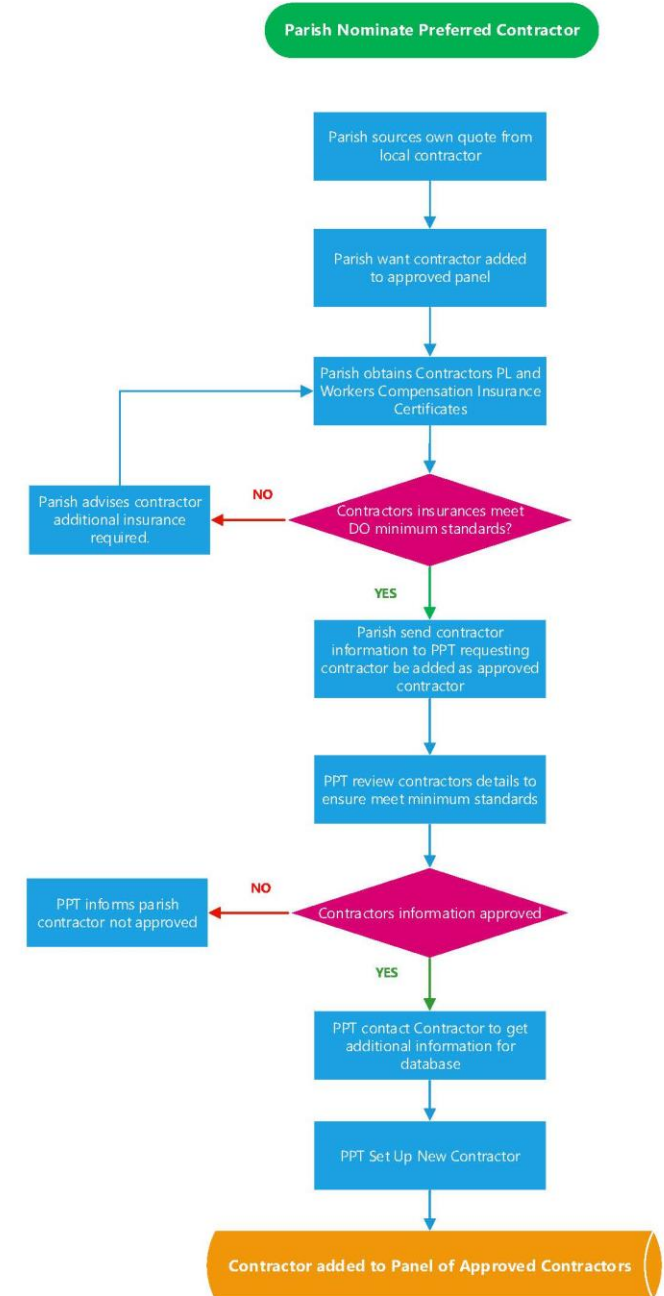 Parish Nominate Preferred Contractor
Parish sources own quote from
local contractor
Parish want contractor added
to approved panel
Parish obtains Contractors PL and
Workers Compensation Insurance
Certificates
NO
Parish advises contractor
additional insurance
required.
Contractors insurances meet
DO minimum standards?
YES
Parish send contractor
information to PPT requesting
contractor be added as approved
contractor
PPT review contractors details to
ensure meet minimum standards
NO
PPT informs parish
contractor not approved
Contractors information approved
YES
PPT contact Contractor to get
additional information for
database
PPT Set Up New Contractor
Contractor added to Panel of Approved Contractors